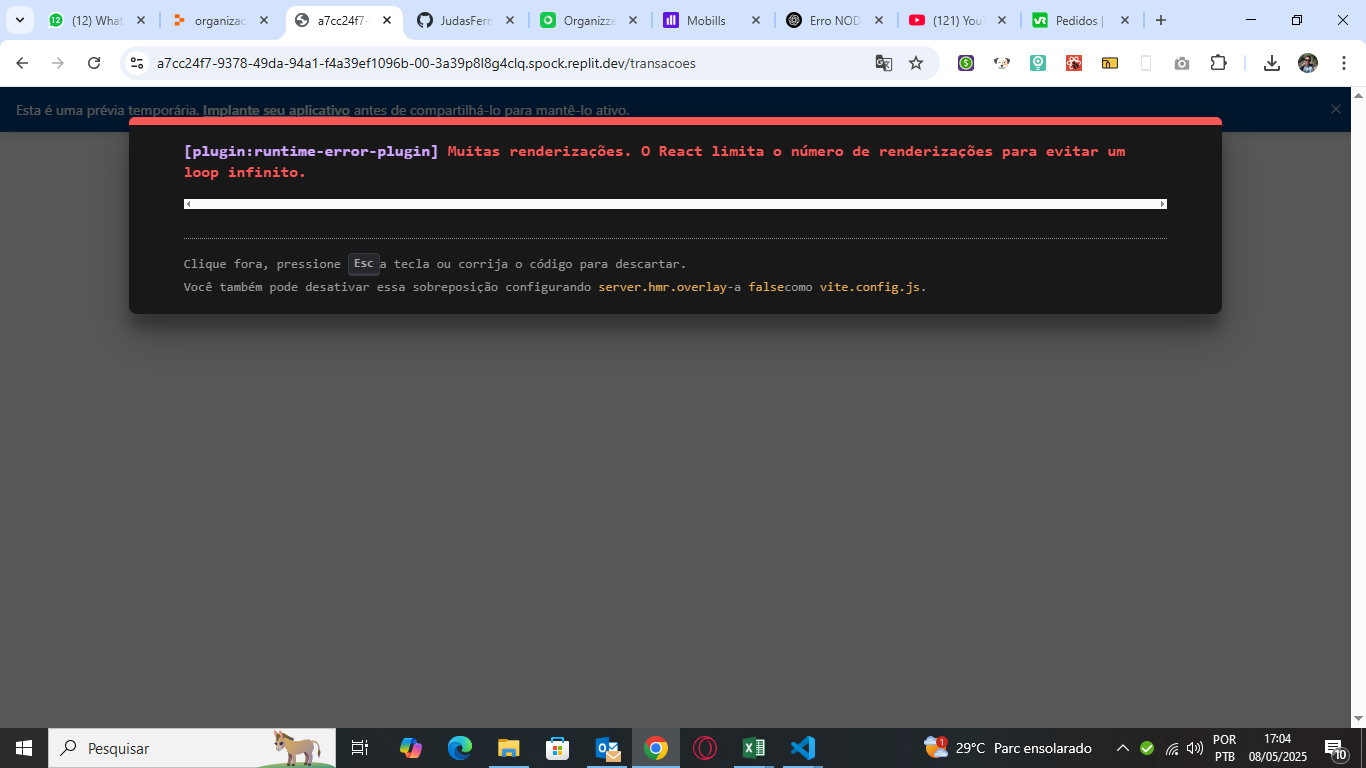 (12) What
organizac
a7cc24f7-
JudasFern
Organizze
Mobills
Erro NOD
(121) You
Pedidos |
a7cc24f7-9378-49da-94a1-f4a39ef1096b-00-3a39p8l8g4clq.spock.replit.dev/transacoes
Esta é uma prévia temporária. Implante seu aplicativo antes de compartilhá-lo para mantê-lo ativo.
[plugin:runtime-error-plugin] Muitas renderizações. O React limita o número de renderizações para evitar um
loop infinito.
Clique fora, pressione Esc a tecla ou corrija o código para descartar.
Você também pode desativar essa sobreposição configurando server.hmr.overlay-a falsecomo vite.config.js.
Pesquisar
29°C Parc ensolarado
POR
PTB
17:04
08/05/2025
10